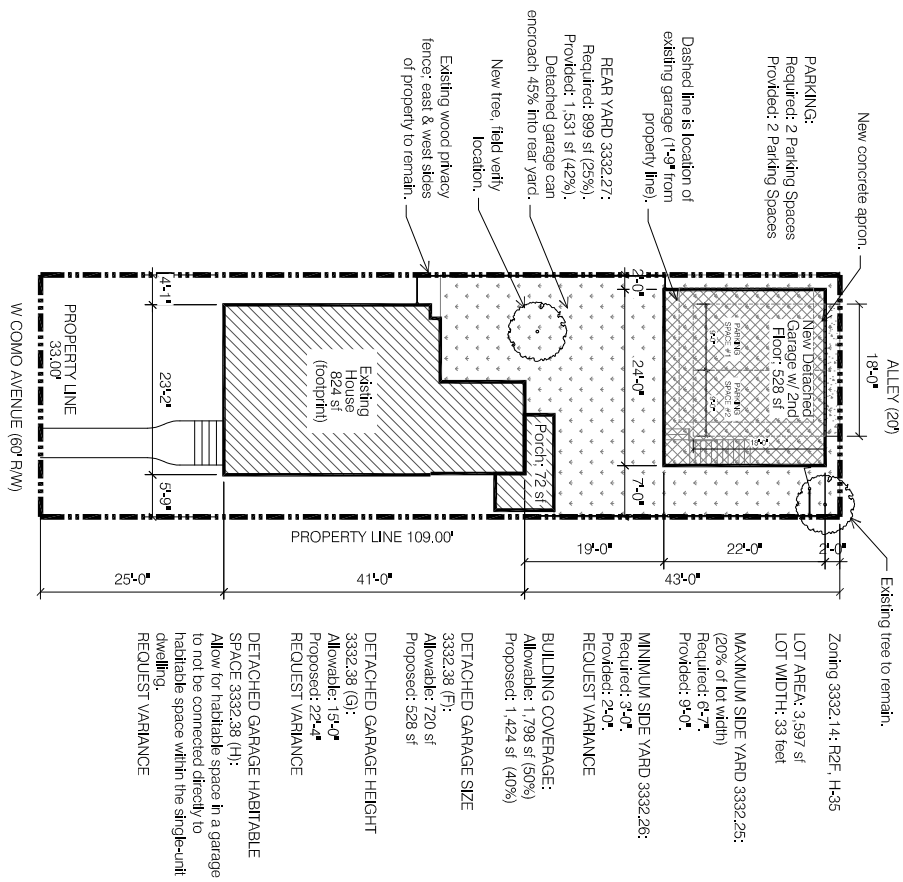 ALLEY (20')
18'-0"
New concrete apron.
PARKING:
Required: 2 Parking Spaces
Provided: 2 Parking Spaces
Dashed line is location of
existing garage (1'-9" from
property line).
REAR YARD 3332.27:
Required: 899 sf (25%).
Provided: 1,531 sf (42%).
Detached garage can
encroach 45% into rear yard.
New tree, field verify
location.
Existing wood privacy
fence; east & west sides
of property to remain.
New Detached
Garage w/ 2nd
Floor: 528 sf
PARKING
SPACE #1
PARKING
SPACE #2
9'-0"
9'-0"
2'-0"
24'-0"
7'-0"
Porch: 72 sf
Existing
House
824 sf
(footprint)
4'-1"
23'-2"
5'-9"
PROPERTY LINE
33.00'
W COMO AVENUE (60' R/W)
PROPERTY LINE 109.00'
2'-0"
22'-0"
19'-0"
43'-0"
41'-0"
25'-0"
Existing tree to remain.
Zoning 3332.14: R2F, H-35
LOT AREA: 3,597 sf
LOT WIDTH: 33 feet
MAXIMUM SIDE YARD 3332.25:
(20% of lot width)
Required: 6'-7"
Provided: 9'-0"
MINIMUM SIDE YARD 3332.26:
Required: 3'-0"
Provided: 2'-0"
REQUEST VARIANCE
BUILDING COVERAGE:
Allowable: 1,798 sf (50%)
Proposed: 1,424 sf (40%)
DETACHED GARAGE SIZE
3332.38 (F):
Allowable: 720 sf
Proposed: 528 sf
DETACHED GARAGE HEIGHT
3332.38 (G):
Allowable: 15'-0"
Proposed: 22'-4"
REQUEST VARIANCE
DETACHED GARAGE HABITABLE
SPACE 3332.38 (H):
Allow for habitable space in a garage
to not be connected directly to
habitable space within the single-unit
dwelling.
REQUEST VARIANCE